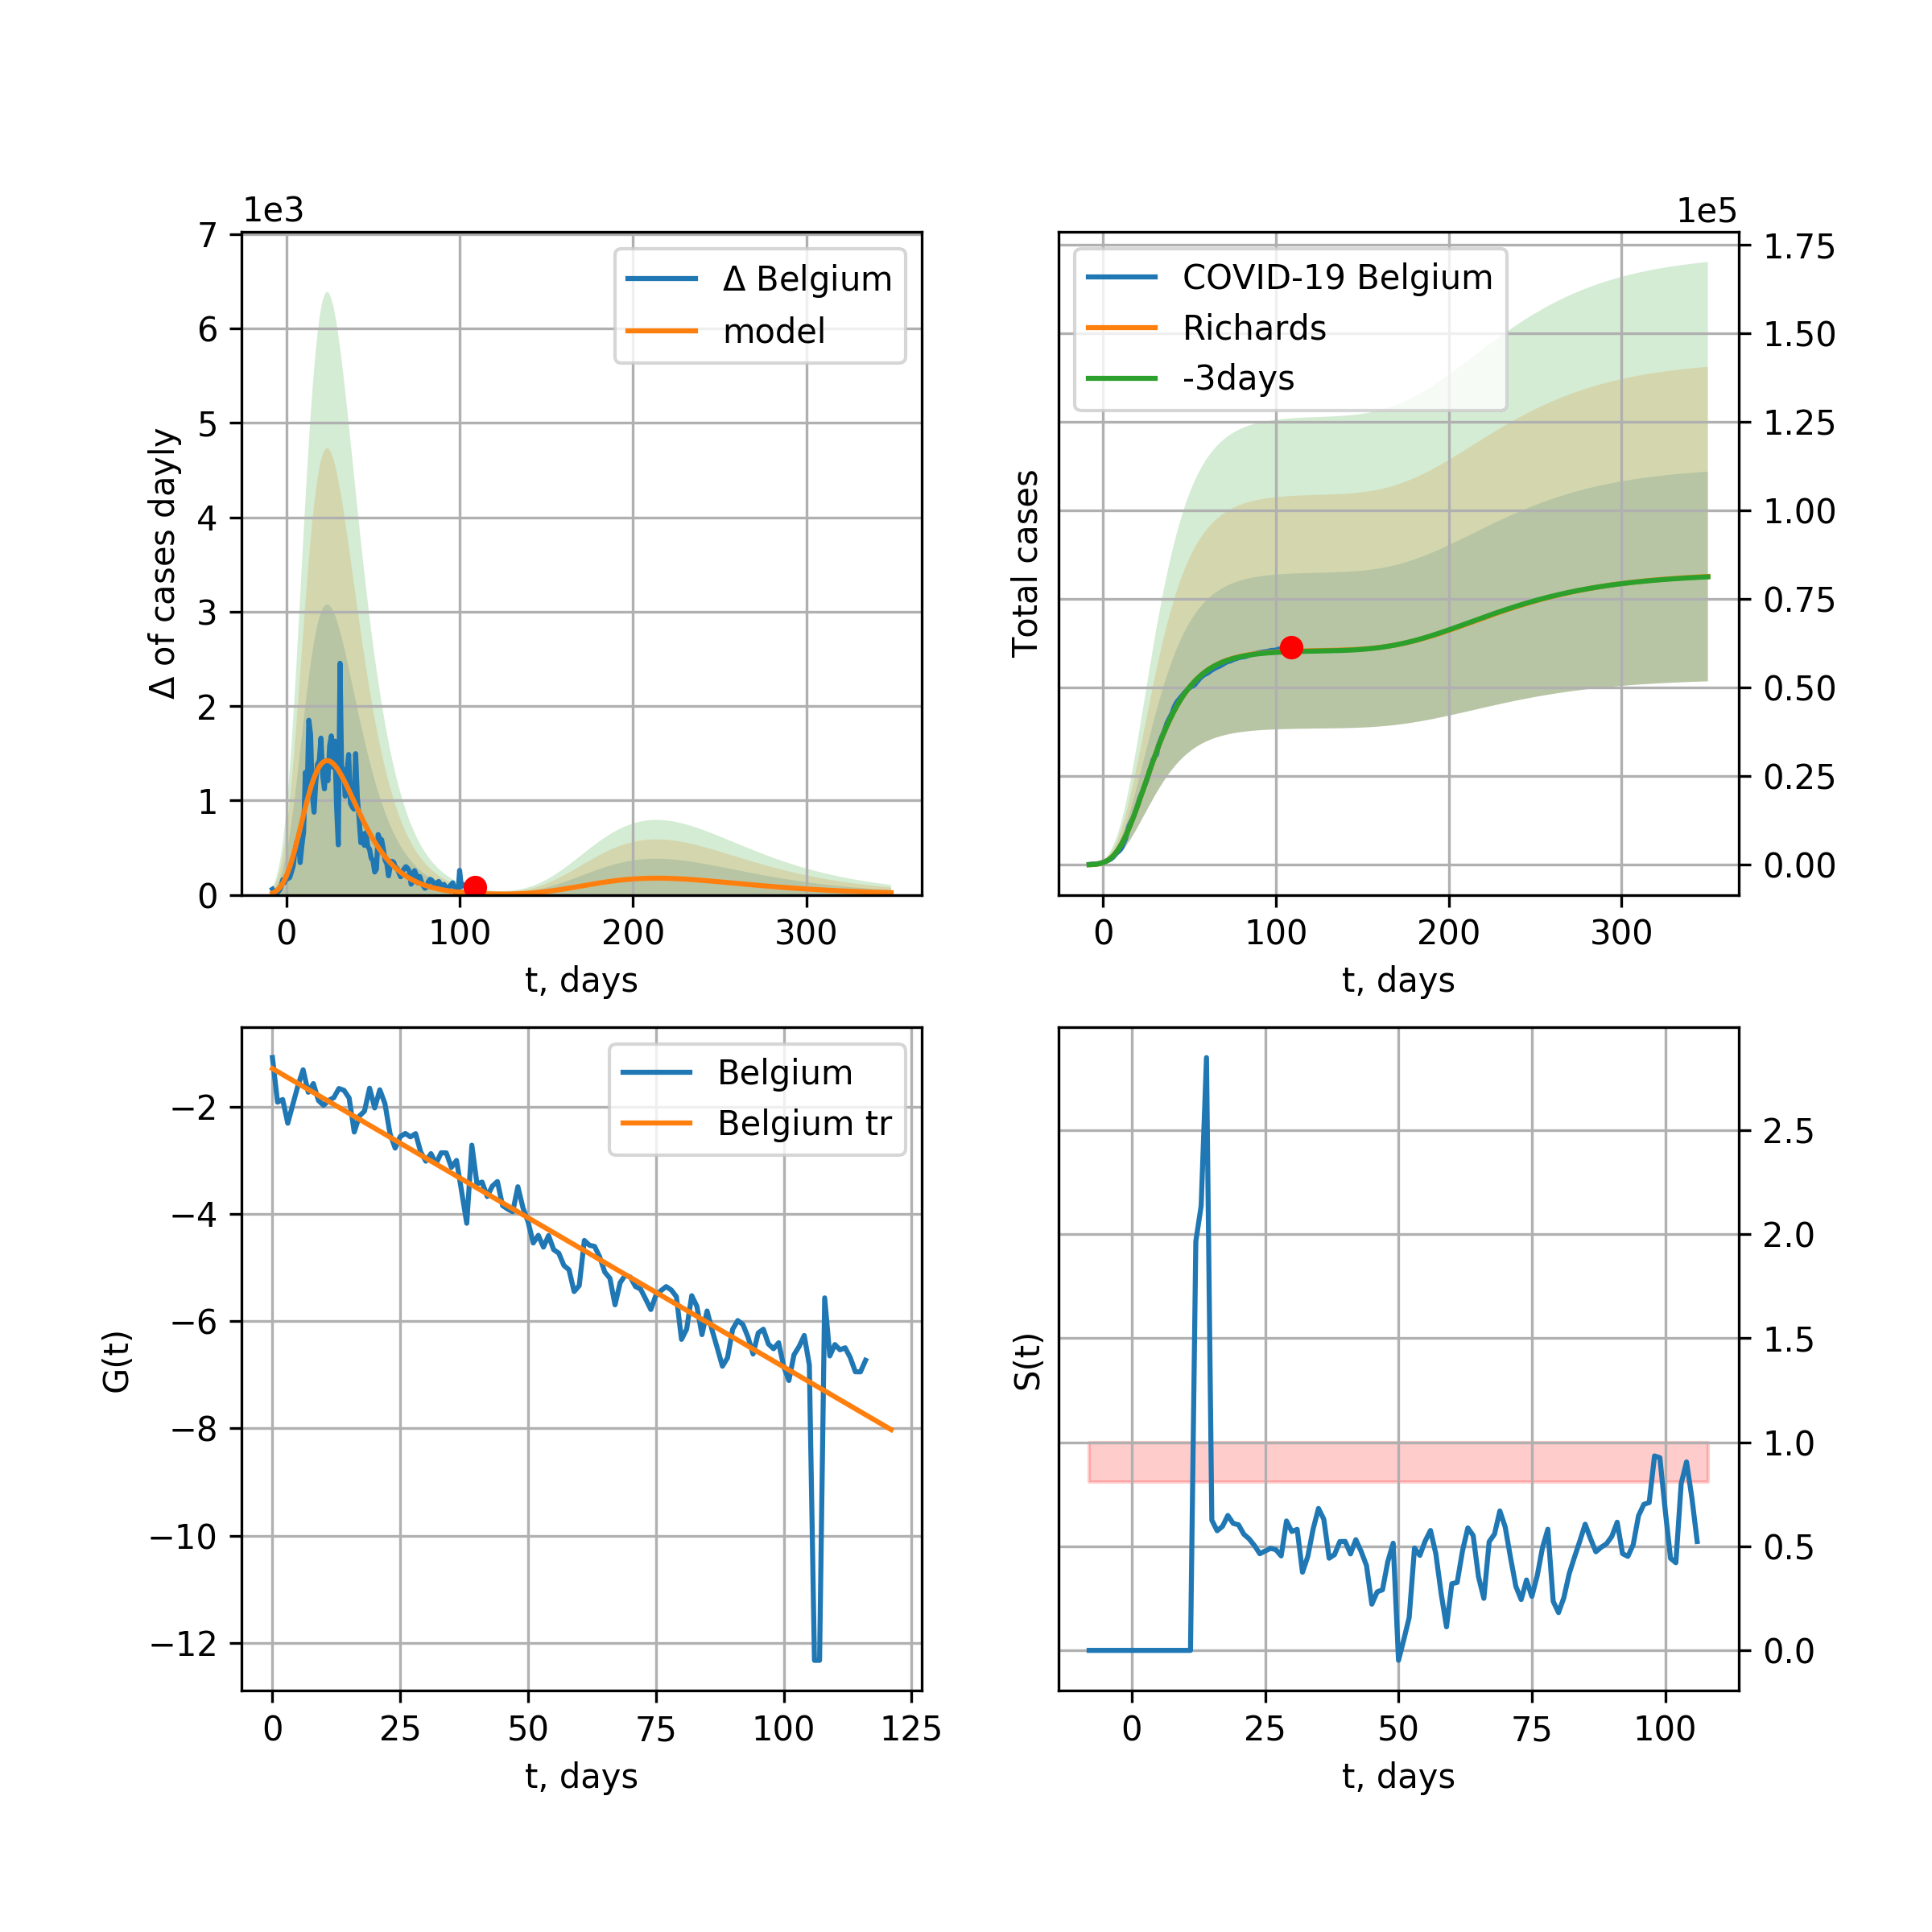 1e3
7
6
5
4
3
2
1
0
Δ of cases dayly
Δ Belgium
model
0 100 200 300
t, days
1e5
COVID-19 Belgium
Richards
-3days
Total cases
1.75
1.50
1.25
1.00
0.75
0.50
0.25
0.00
0 100 200 300
t, days
Belgium
Belgium tr
G(t)
−2
−4
−6
−8
−10
−12
0 25 50 75 100 125
t, days
S(t)
2.5
2.0
1.5
1.0
0.5
0.0
0 25 50 75 100
t, days